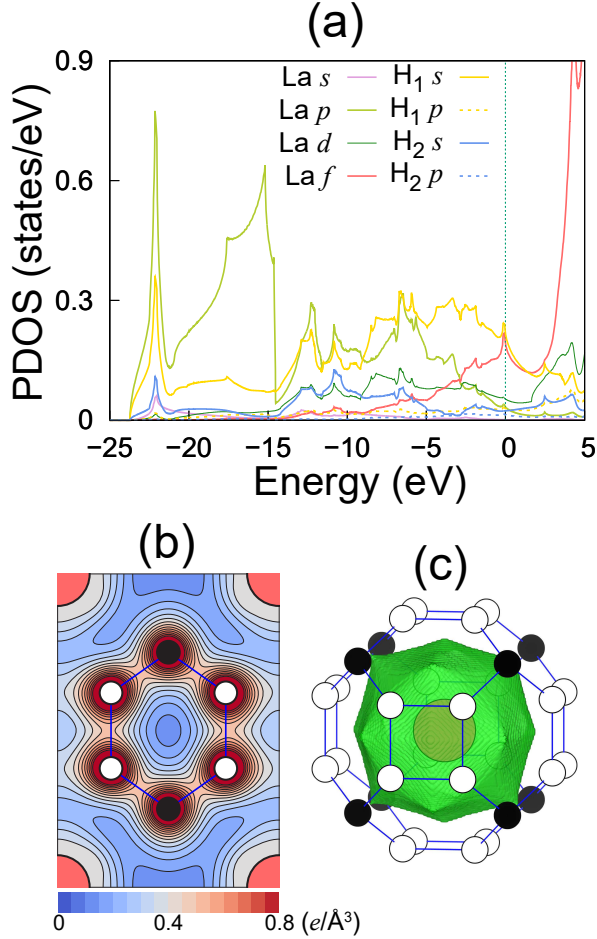 (a)
PDOS (states/eV)
0.9
0.6
0.3
0
La s
La p
La d
La f
H₁ s
H₁ p
H₂ s
H₂ p
−25 −20 −15 −10 −5 0 5
Energy (eV)
(b)
(c)
0 0.4 0.8 (e/Å³)